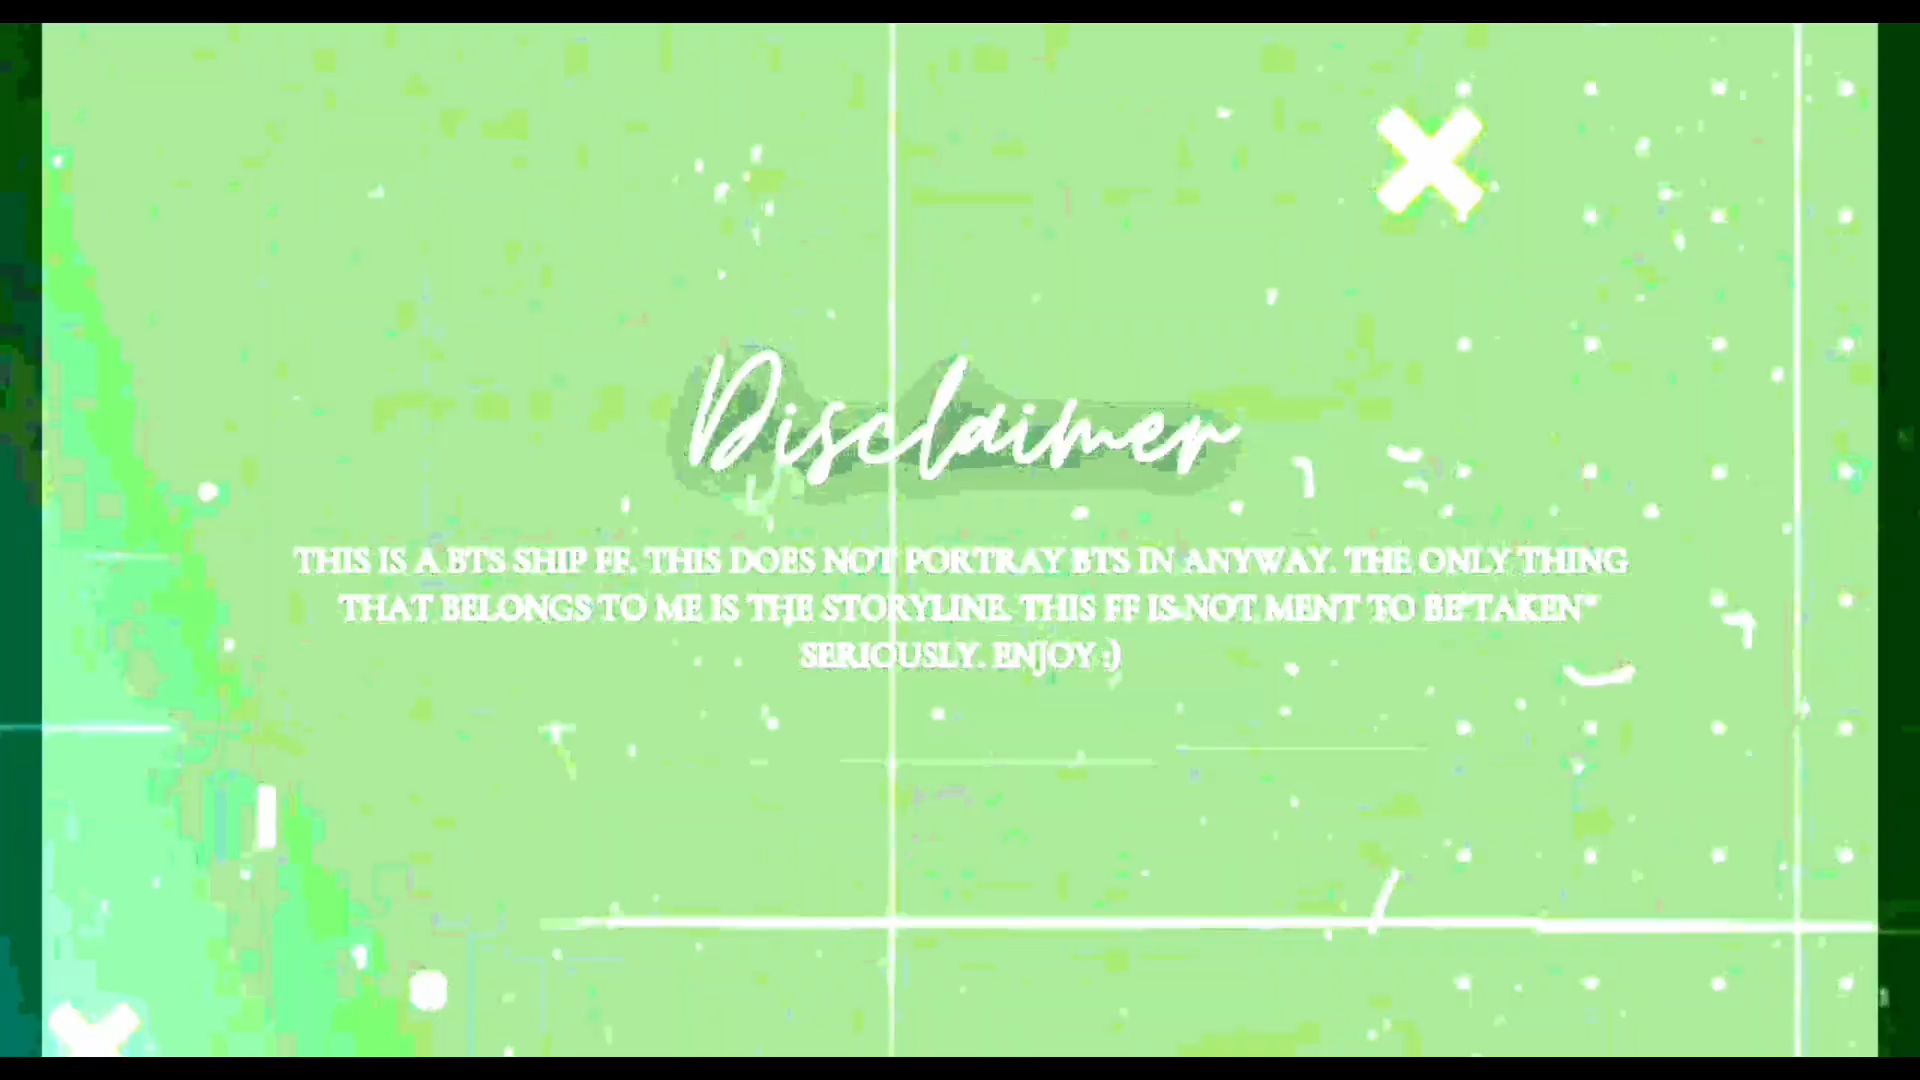 Disclaimer
THIS IS A BTS SHIP FF. THIS DOES NOT PORTRAY BTS IN ANYWAY. THE ONLY THING
THAT BELONGS TO ME IS THE STORYLINE. THIS FF IS NOT MENT TO BE TAKEN
SERIOUSLY. ENJOY :)